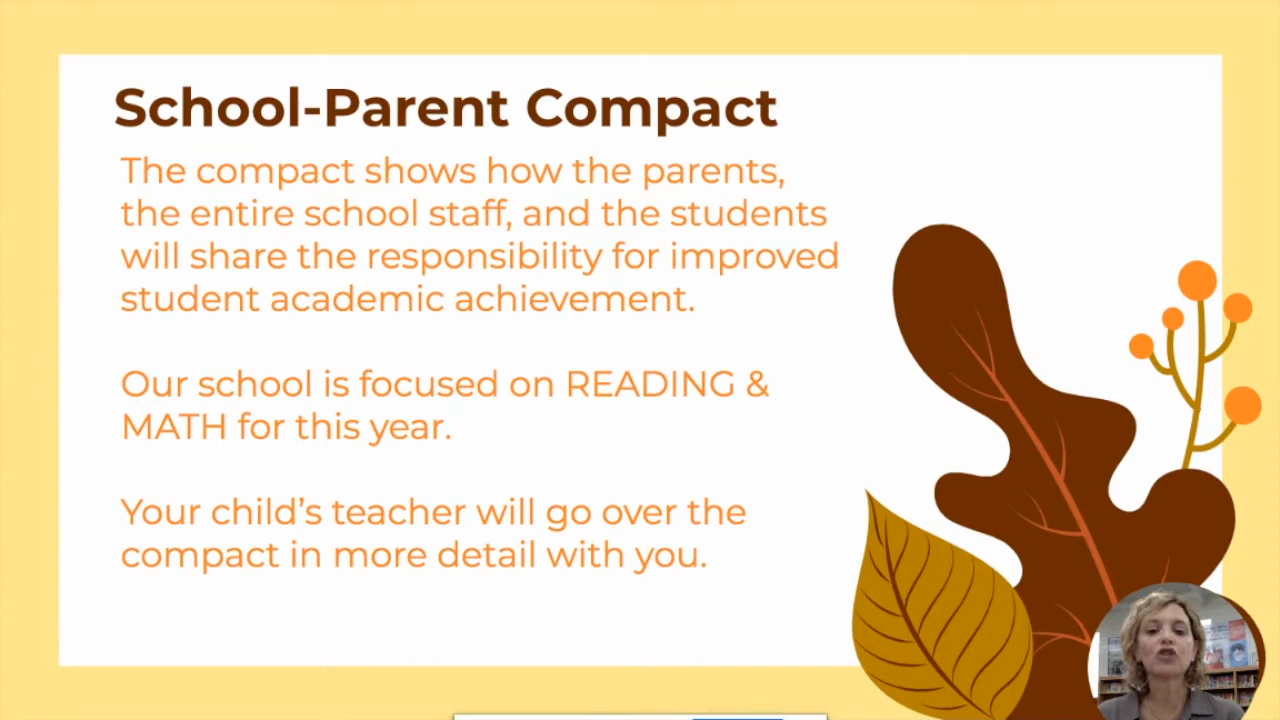 School-Parent Compact
The compact shows how the parents,
the entire school staff, and the students
will share the responsibility for improved
student academic achievement.
Our school is focused on READING &
MATH for this year.
Your child's teacher will go over the
compact in more detail with you.